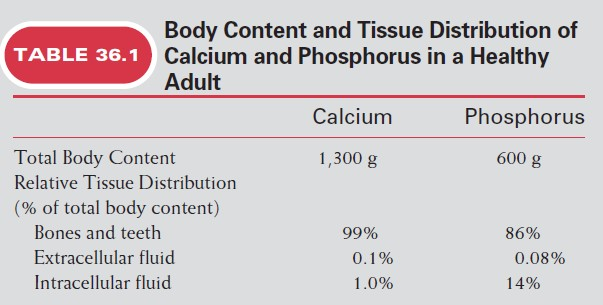 TABLE 36.1
Body Content and Tissue Distribution of
Calcium and Phosphorus in a Healthy
Adult
Calcium Phosphorus
Total Body Content 1,300 g 600 g
Relative Tissue Distribution
(% of total body content)
Bones and teeth 99% 86%
Extracellular fluid 0.1% 0.08%
Intracellular fluid 1.0% 14%